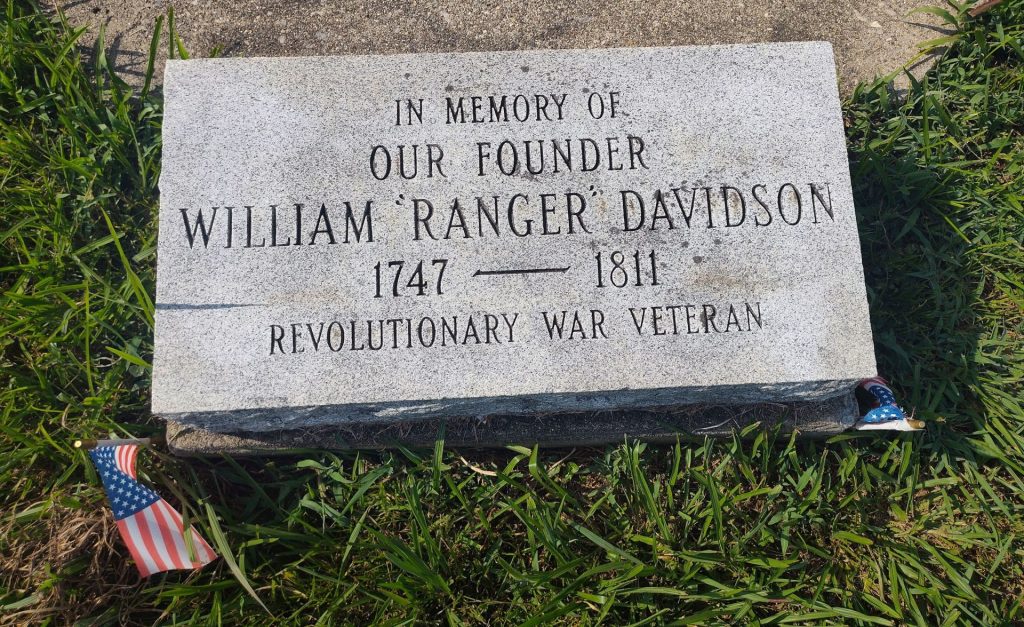 IN MEMORY OF
OUR FOUNDER
WILLIAM "RANGER" DAVIDSON
1747 — 1811
REVOLUTIONARY WAR VETERAN